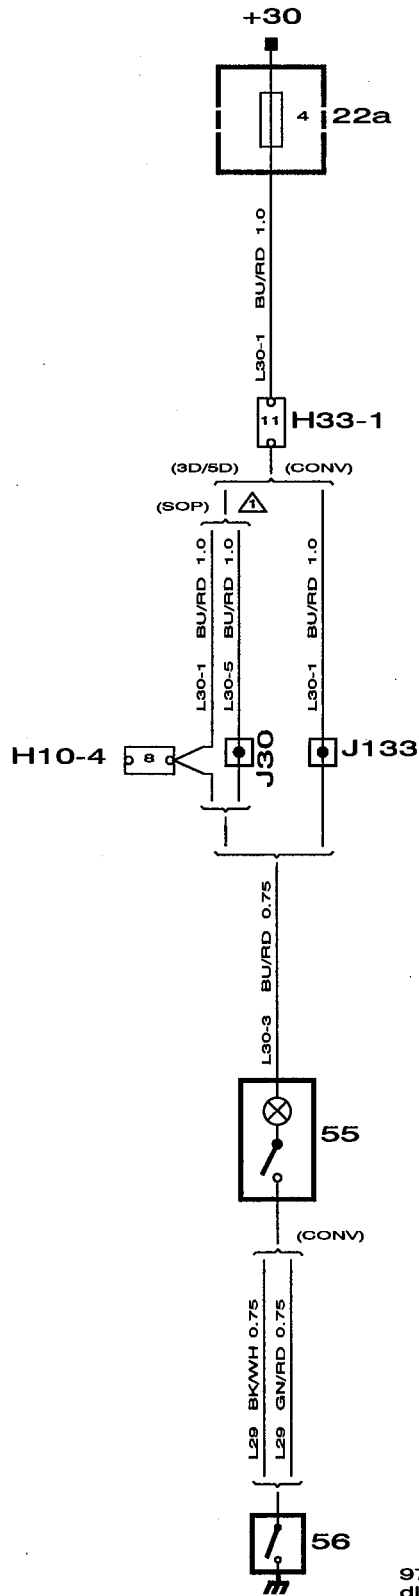 +30
4
22a
L30-1 BU/RD 1.0
11
H33-1
(3D/5D)
(CONV)
(SOP)
1
L30-1 BU/RD 1.0
L30-5 BU/RD 1.0
L30-1 BU/RD 1.0
H10-4
8
J30
J133
L30-3 BU/RD 0.75
55
(CONV)
L29 BK/WH 0.75
L29 GN/RD 0.75
56